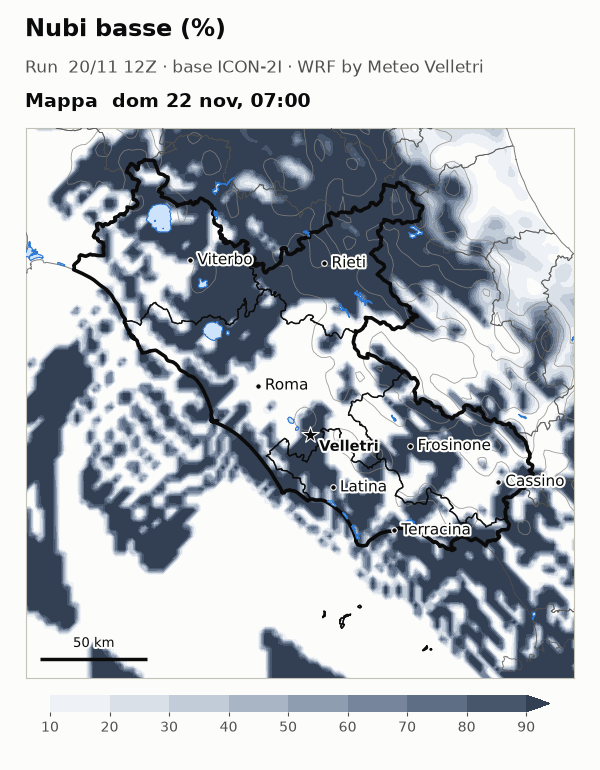 Nubi basse (%)
Run  20/11 12Z · base ICON-2I · WRF by Meteo Velletri
Mappa  dom 22 nov, 07:00
Viterbo
Rieti
Roma
Velletri
Frosinone
Latina
Cassino
Terracina
50 km
10 20 30 40 50 60 70 80 90